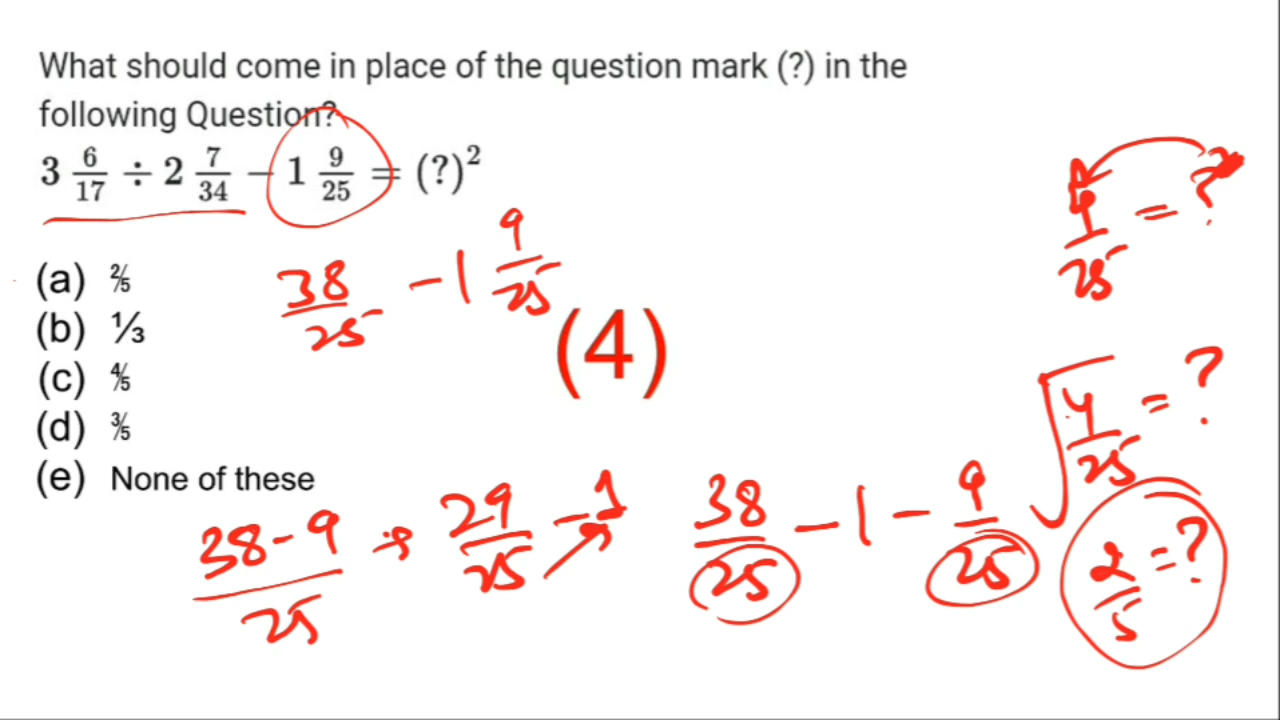 What should come in place of the question mark (?) in the
following Question?
3 6/17 ÷ 2 7/34 − 1 9/25 = (?)²
(a) ⅖
(b) ⅓
(c) ⅘
(d) ⅗
(e) None of these
38/25 − 1 9/25
(4)
4/25 = ?²
√4/25 = ?
38-9/25
29/25 − 1
38/25 − 1 − 9/25
2/5 = ?